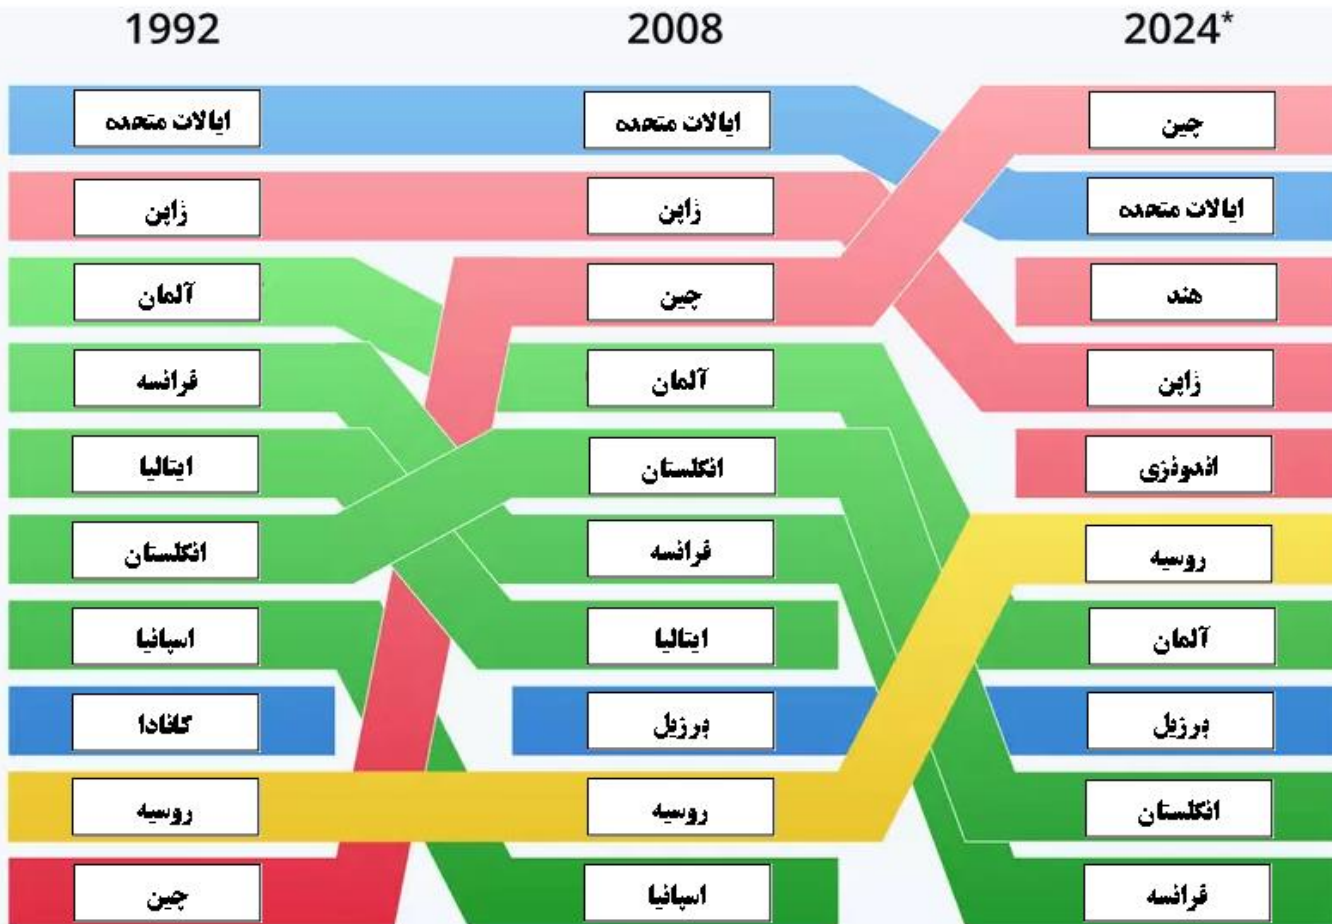 1992
2008
2024*
ایالات متحده
ایالات متحده
چین
ژاپن
ژاپن
ایالات متحده
آلمان
چین
هند
فرانسه
آلمان
ژاپن
ایتالیا
انگلستان
اندونزی
انگلستان
فرانسه
روسیه
اسپانیا
ایتالیا
آلمان
کانادا
برزیل
برزیل
روسیه
روسیه
انگلستان
چین
اسپانیا
فرانسه